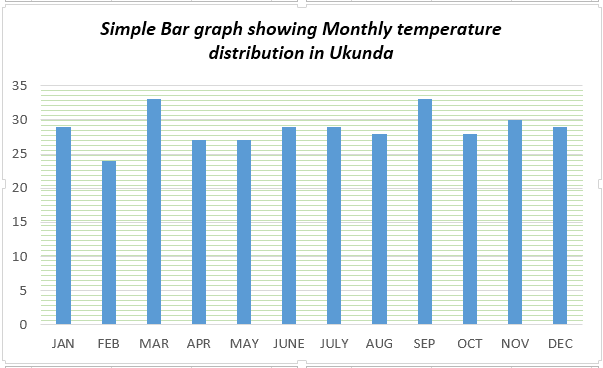 Simple Bar graph showing Monthly temperature
distribution in Ukunda
35
30
25
20
15
10
5
0
JAN FEB MAR APR MAY JUNE JULY AUG SEP OCT NOV DEC